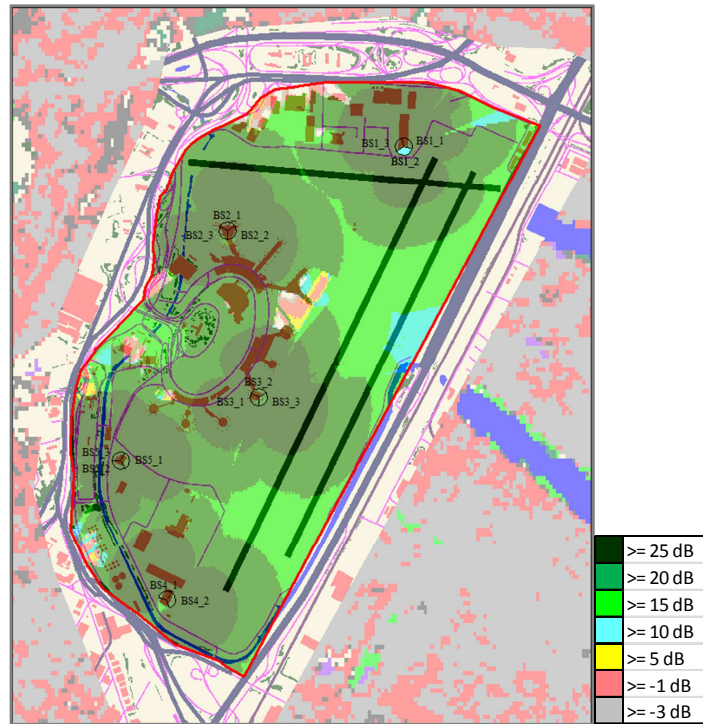 BS1_3 BS1_1
BS1_2
BS2_1
BS2_3 BS2_2
BS3_2
BS3_1 BS3_3
BS5_3 BS5_1
BS4_1
BS4_2
>= 25 dB
>= 20 dB
>= 15 dB
>= 10 dB
>= 5 dB
>= -1 dB
>= -3 dB